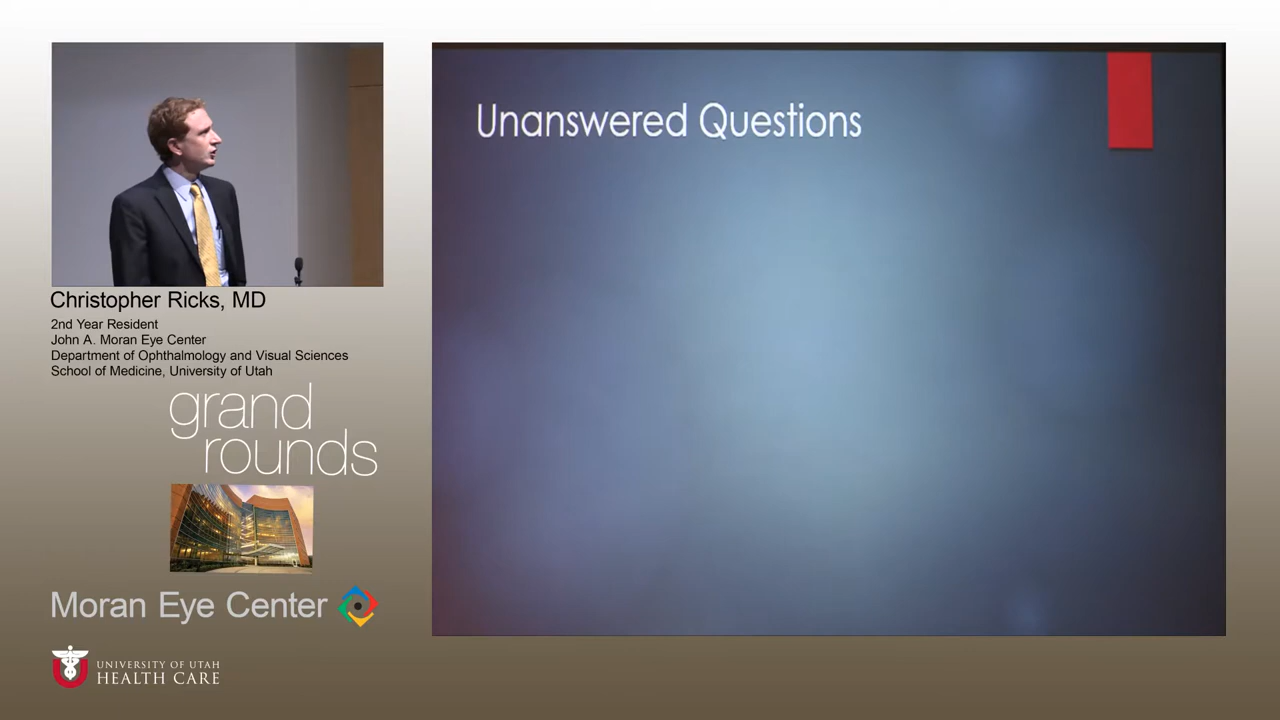 Unanswered Questions
Christopher Ricks, MD
2nd Year Resident
John A. Moran Eye Center
Department of Ophthalmology and Visual Sciences
School of Medicine, University of Utah
grand
rounds
Moran Eye Center
U
UNIVERSITY OF UTAH
HEALTH CARE